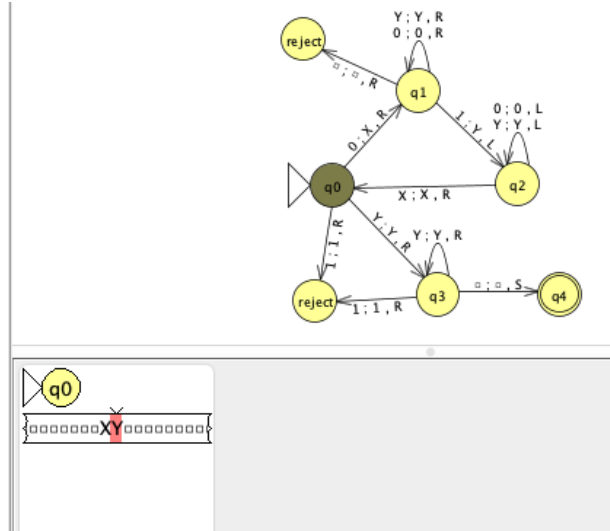 Y ; Y , R
0 ; 0 , R
reject
□ ; □ , R
q1
0 ; X , R
1 ; Y , L
0 ; 0 , L
Y ; Y , L
q0
X ; X , R
q2
1 ; 1 , R
Y ; Y , R
Y ; Y , R
reject
1 ; 1 , R
q3
□ ; □ , S
q4
q0
□□□□□□□XY□□□□□□□□